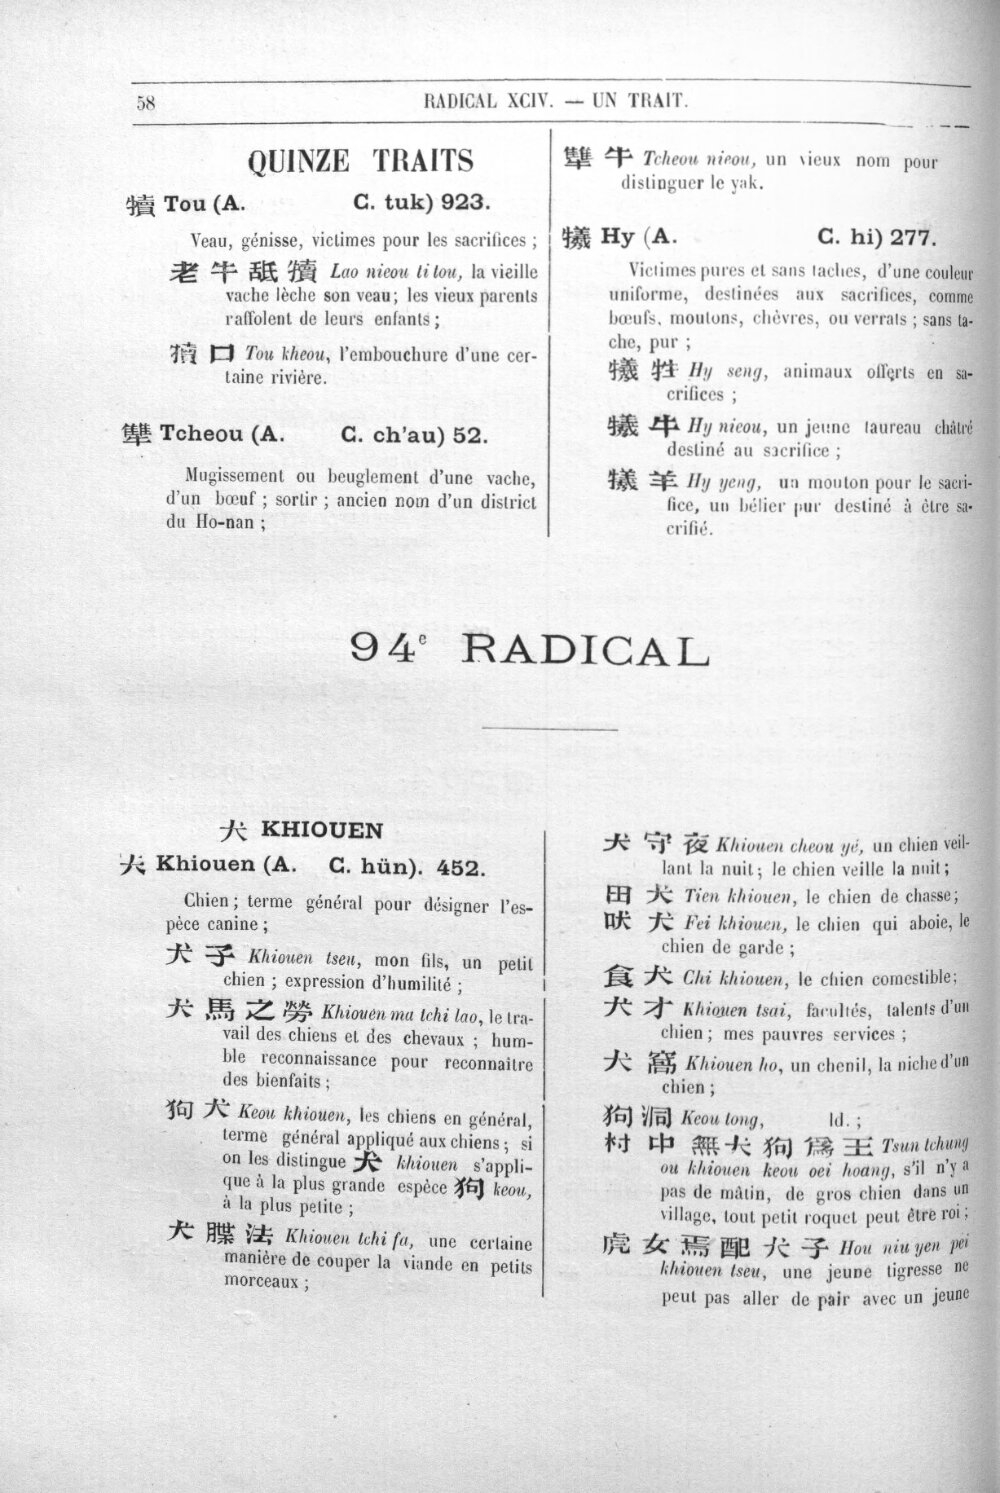 58
RADICAL XCIV. — UN TRAIT.
QUINZE TRAITS
犢 Tou (A. C. tuk) 923.
Veau, génisse, victimes pour les sacrifices ;
老 牛 舐 犢 Lao nieou ti tou, la vieille
vache lèche son veau ; les vieux parents
raffolent de leurs enfants ;
犢 口 Tou kheou, l'embouchure d'une cer-
taine rivière.
犨 Tcheou (A. C. ch'au) 52.
Mugissement ou beuglement d'une vache,
d'un bœuf ; sortir ; ancien nom d'un district
du Ho-nan ;
犨 牛 Tcheou nieou, un vieux nom pour
distinguer le yak.
犧 Hy (A. C. hi) 277.
Victimes pures et sans taches, d'une couleur
uniforme, destinées aux sacrifices, comme
bœufs, moutons, chèvres, ou verrats ; sans ta-
che, pur ;
犧 牲 Hy seng, animaux offerts en sa-
crifices ;
犧 牛 Hy nieou, un jeune taureau châtré
destiné au sacrifice ;
犧 羊 Hy yeng, un mouton pour le sacri-
fice, un bélier pur destiné à être sa-
crifié.
94e RADICAL
犬 KHIOUEN
犬 Khiouen (A. C. hün). 452.
Chien ; terme général pour désigner l'es-
pèce canine ;
犬 子 Khiouen tseu, mon fils, un petit
chien ; expression d'humilité ;
犬 馬 之 勞 Khiouen ma tchi lao, le tra-
vail des chiens et des chevaux ; hum-
ble reconnaissance pour reconnaître
des bienfaits ;
狗 犬 Keou khiouen, les chiens en général,
terme général appliqué aux chiens ; si
on les distingue 犬 khiouen s'appli-
que à la plus grande espèce 狗 keou,
à la plus petite ;
犬 牒 法 Khiouen tchi fa, une certaine
manière de couper la viande en petits
morceaux ;
犬 守 夜 Khiouen cheou yé, un chien veil-
lant la nuit ; le chien veille la nuit ;
田 犬 Tien khiouen, le chien de chasse ;
吠 犬 Fei khiouen, le chien qui aboie, le
chien de garde ;
食 犬 Chi khiouen, le chien comestible ;
犬 才 Khiouen tsai, facultés, talents d'un
chien ; mes pauvres services ;
犬 窩 Khiouen ho, un chenil, la niche d'un
chien ;
狗 洞 Keou tong, Id. ;
村 中 無 犬 狗 爲 王 Tsun tchung
ou khiouen keou oei hoang, s'il n'y a
pas de mâtin, de gros chien dans un
village, tout petit roquet peut être roi ;
虎 女 焉 配 犬 子 Hou niu yen pei
khiouen tseu, une jeune tigresse ne
peut pas aller de pair avec un jeune